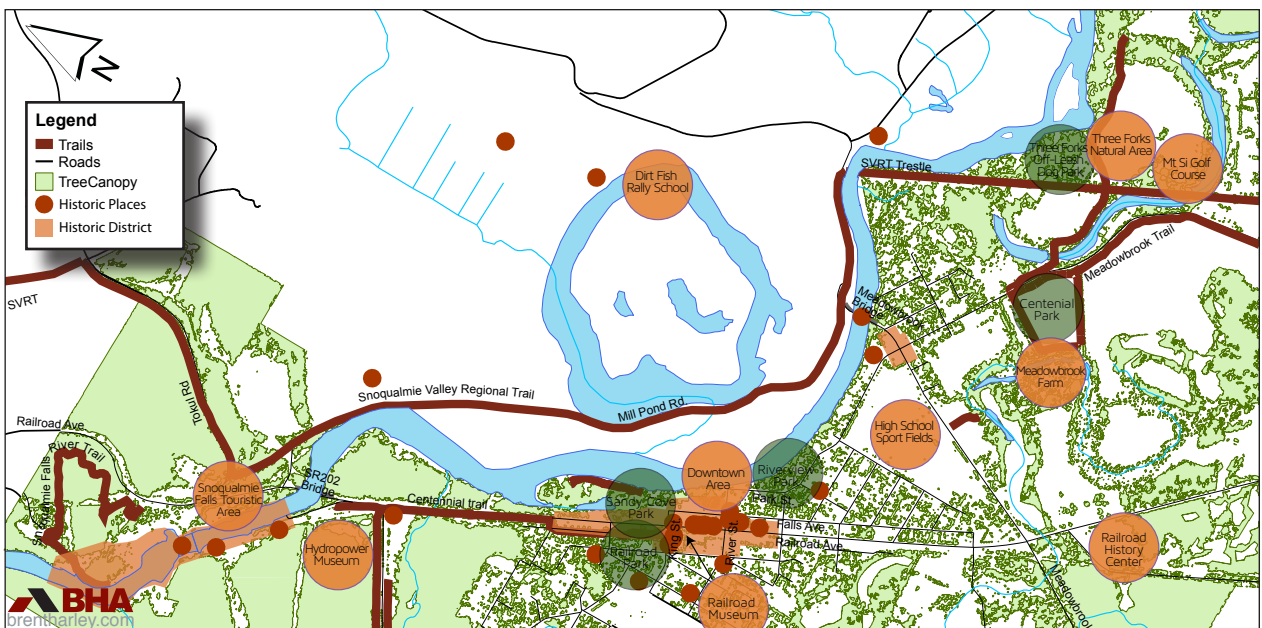 N
Legend
Trails
Roads
TreeCanopy
Historic Places
Historic District
Dirt Fish
Rally School
SVRT Trestle
Three Forks
Off-Leash
Dog Park
Three Forks
Natural Area
Mt Si Golf
Course
Meadowbrook Trail
SVRT
Tokul Rd
Snoqualmie Valley Regional Trail
Mill Pond Rd
Meadowbrook
Bridge
Centenial
Park
Meadowbrook
Farm
High School
Sport Fields
Railroad Ave
River Trail
Falls
Snoqualmie
Falls Touristic
Area
SR202
Bridge
Centennial trail
Hydropower
Museum
Sandy Cove
Park
Downtown
Area
Riverview
Park
Park St
Falls Ave
Railroad Ave
King St.
River St.
Railroad
Park
Railroad
Museum
Railroad
History
Center
Meadowbrook
BHA
brentharley.com